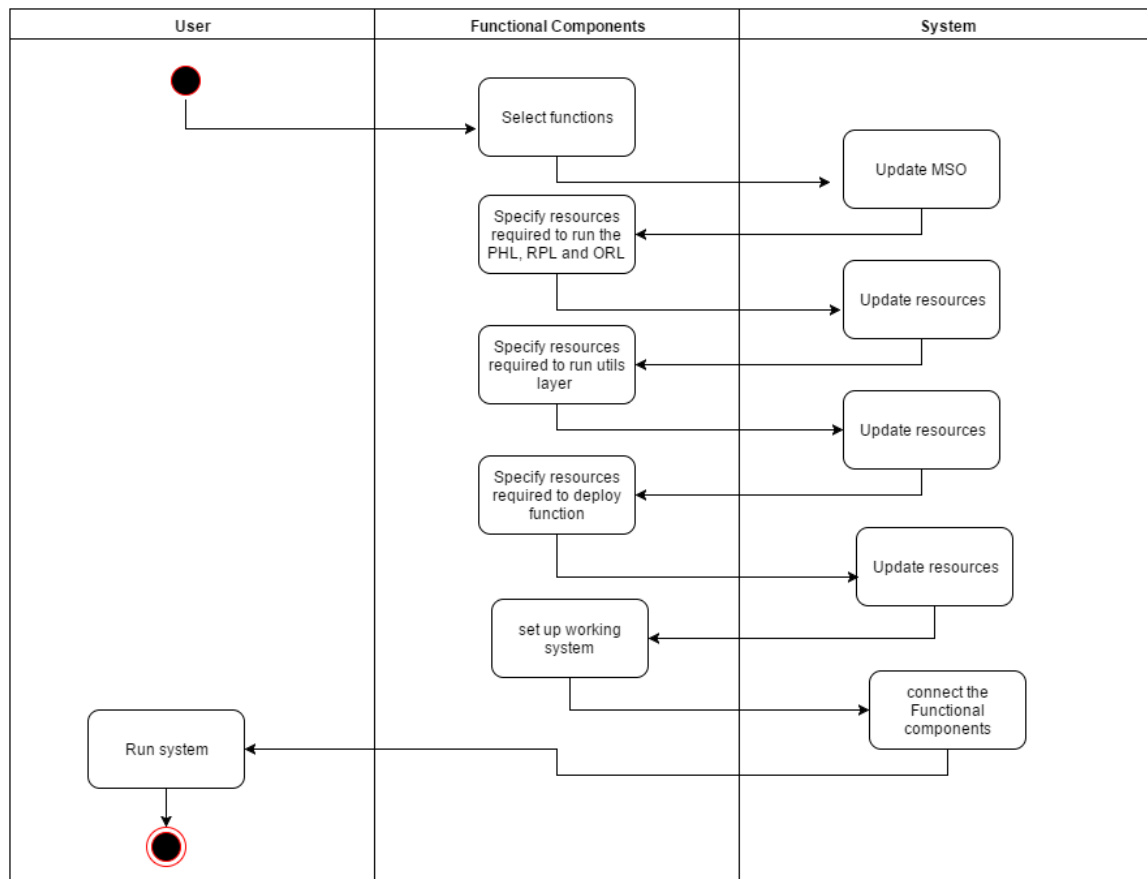 User
Functional Components
System
Select functions
Update MSO
Specify resources
required to run the
PHL, RPL and ORL
Update resources
Specify resources
required to run utils
layer
Update resources
Specify resources
required to deploy
function
Update resources
set up working
system
connect the
Functional
components
Run system